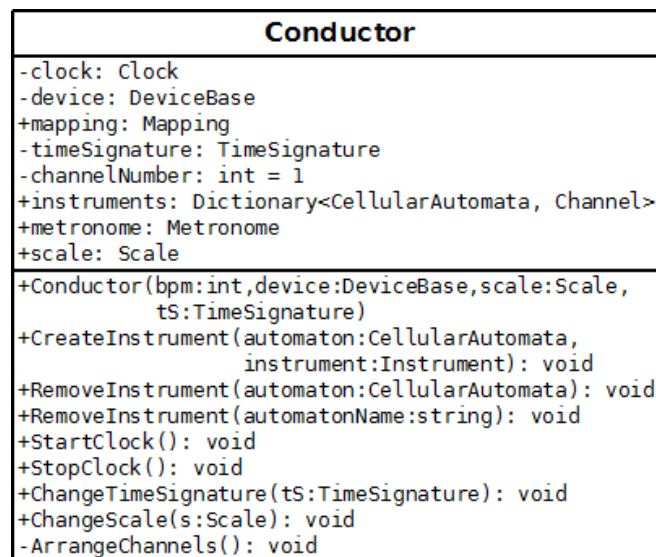 Conductor
-clock: Clock
-device: DeviceBase
+mapping: Mapping
-timeSignature: TimeSignature
-channelNumber: int = 1
+instruments: Dictionary<CellularAutomata, Channel>
+metronome: Metronome
+scale: Scale
+Conductor(bpm:int,device:DeviceBase,scale:Scale,
tS:TimeSignature)
+CreateInstrument(automaton:CellularAutomata,
instrument:Instrument): void
+RemoveInstrument(automaton:CellularAutomata): void
+RemoveInstrument(automatonName:string): void
+StartClock(): void
+StopClock(): void
+ChangeTimeSignature(tS:TimeSignature): void
+ChangeScale(s:Scale): void
-ArrangeChannels(): void